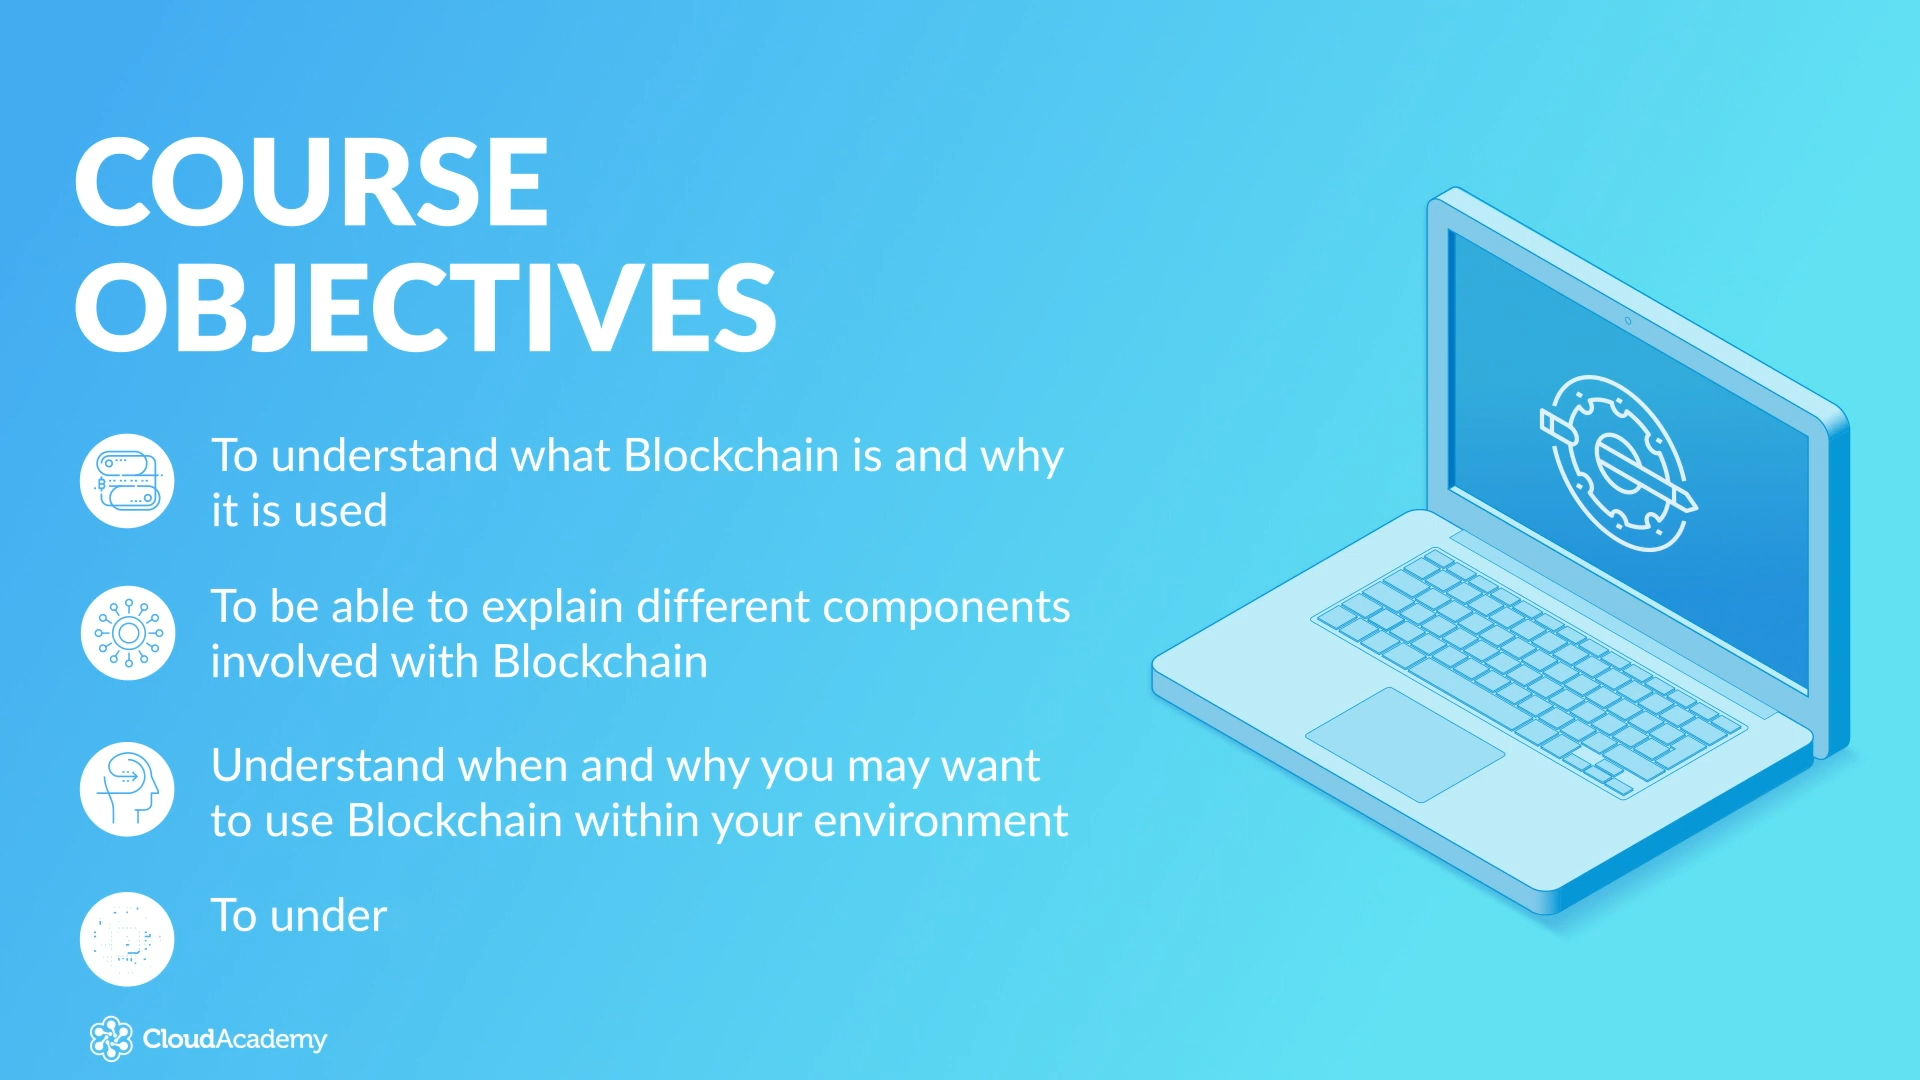 COURSE
OBJECTIVES
To understand what Blockchain is and why
it is used
To be able to explain different components
involved with Blockchain
Understand when and why you may want
to use Blockchain within your environment
To under
CloudAcademy